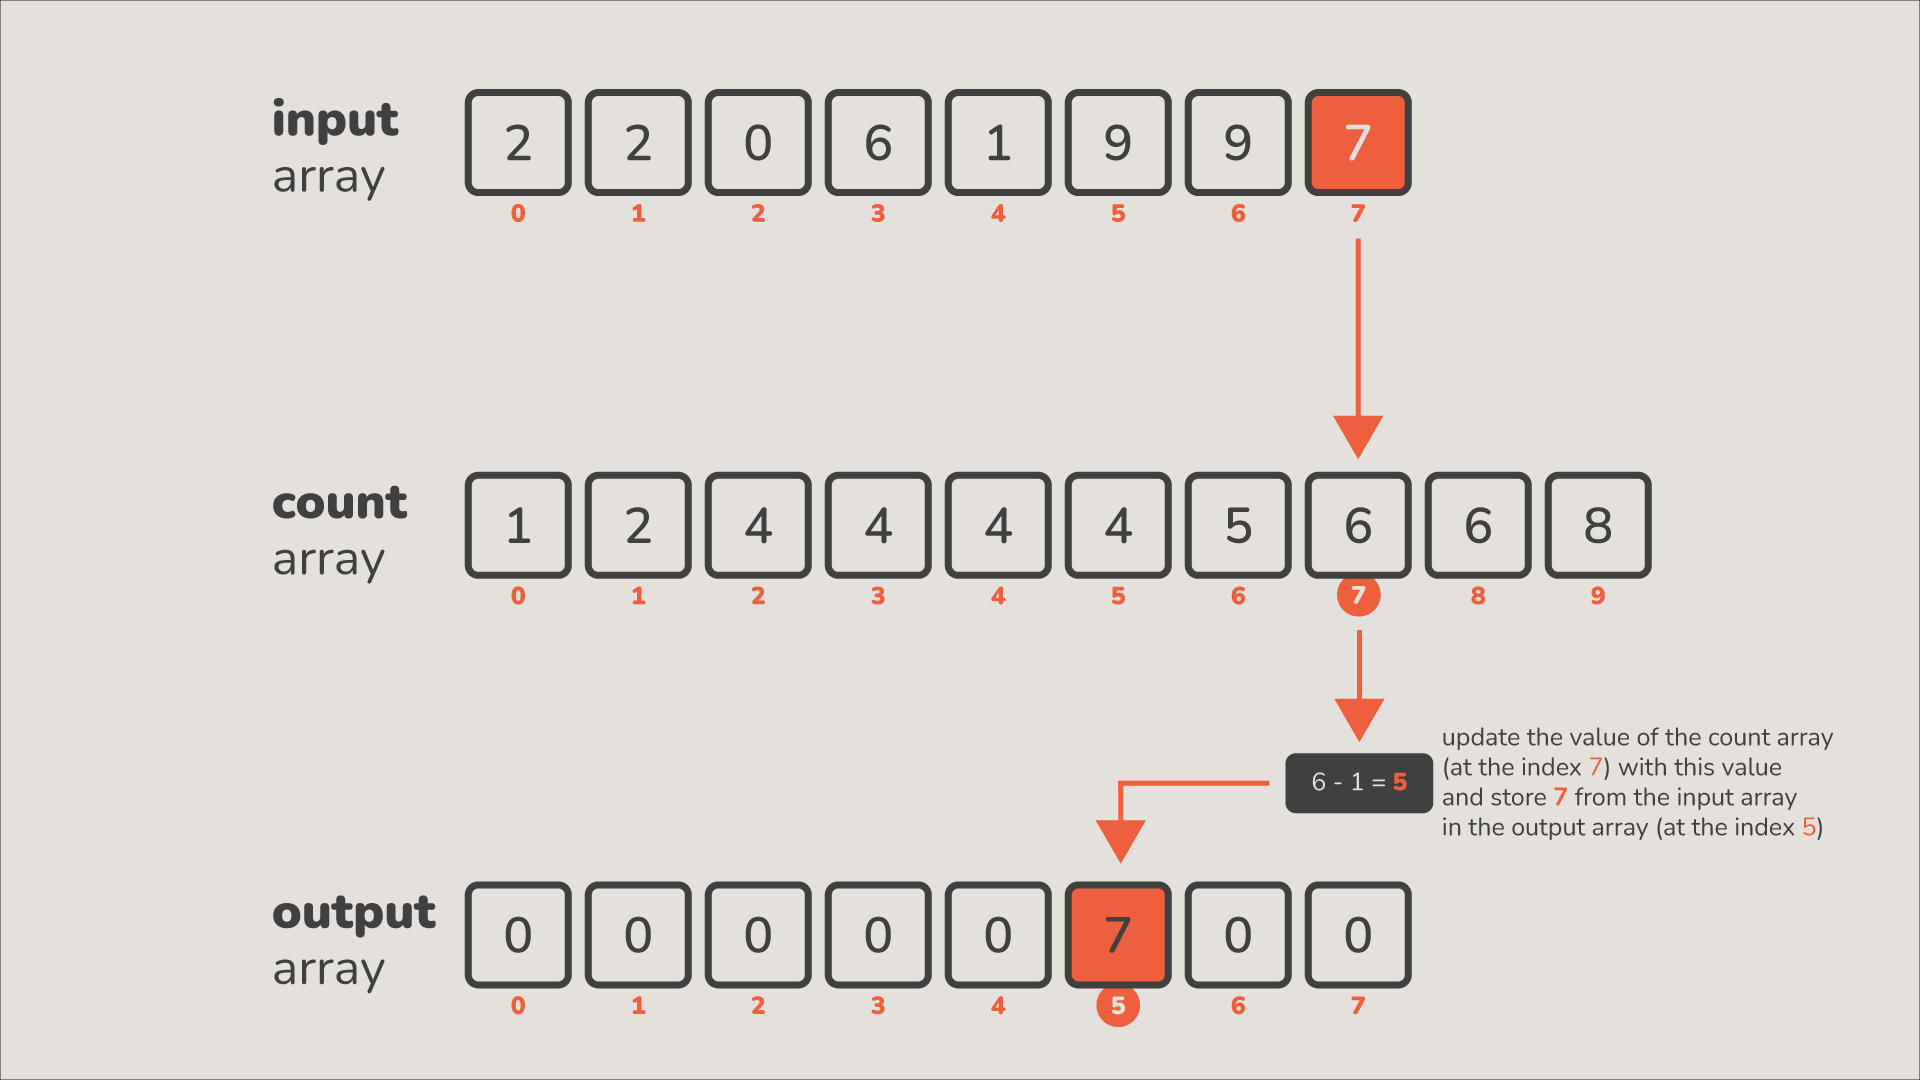 input
array
2 2 0 6 1 9 9 7
0 1 2 3 4 5 6 7
count
array
1 2 4 4 4 4 5 6 6 8
0 1 2 3 4 5 6 7 8 9
6 - 1 = 5
update the value of the count array
(at the index 7) with this value
and store 7 from the input array
in the output array (at the index 5)
output
array
0 0 0 0 0 7 0 0
0 1 2 3 4 5 6 7